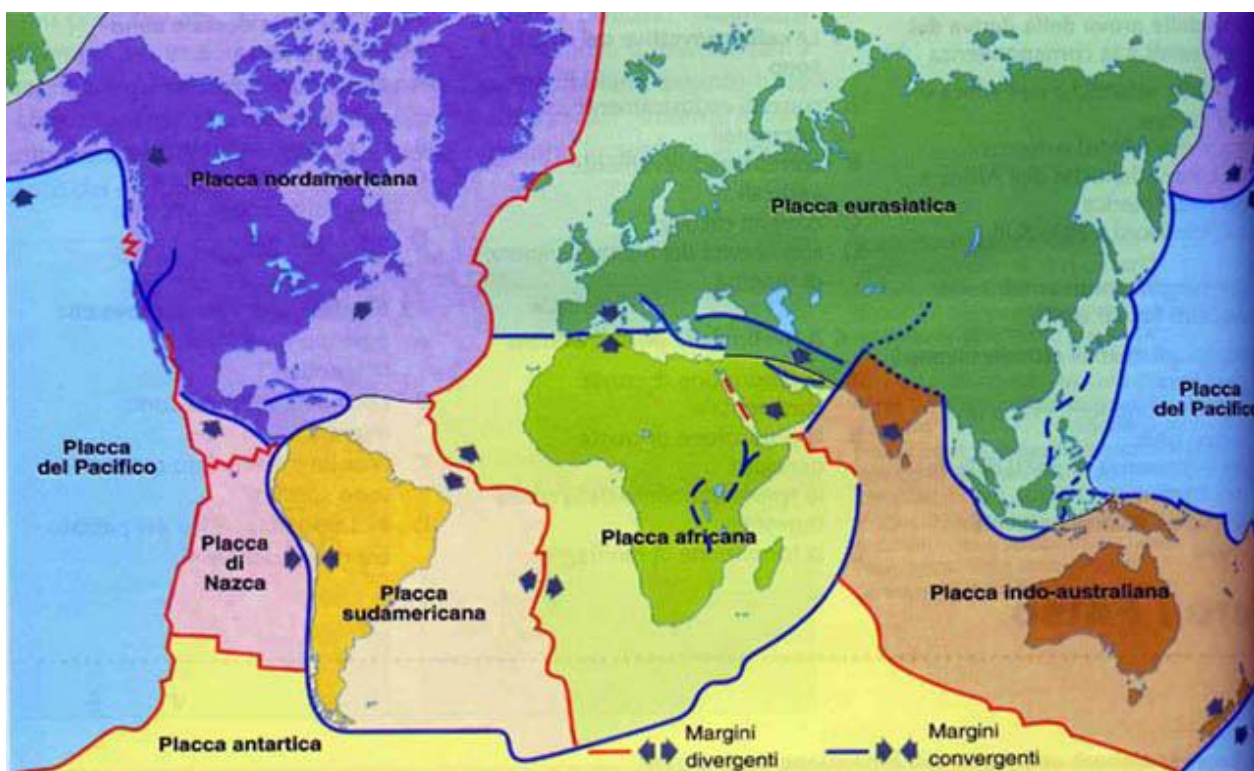 Placca nordamericana
Placca eurasiatica
Placca
del Pacifico
Placca
del Pacifico
Placca
di
Nazca
Placca
sudamericana
Placca africana
Placca indo-australiana
Placca antartica
Margini
divergenti
Margini
convergenti